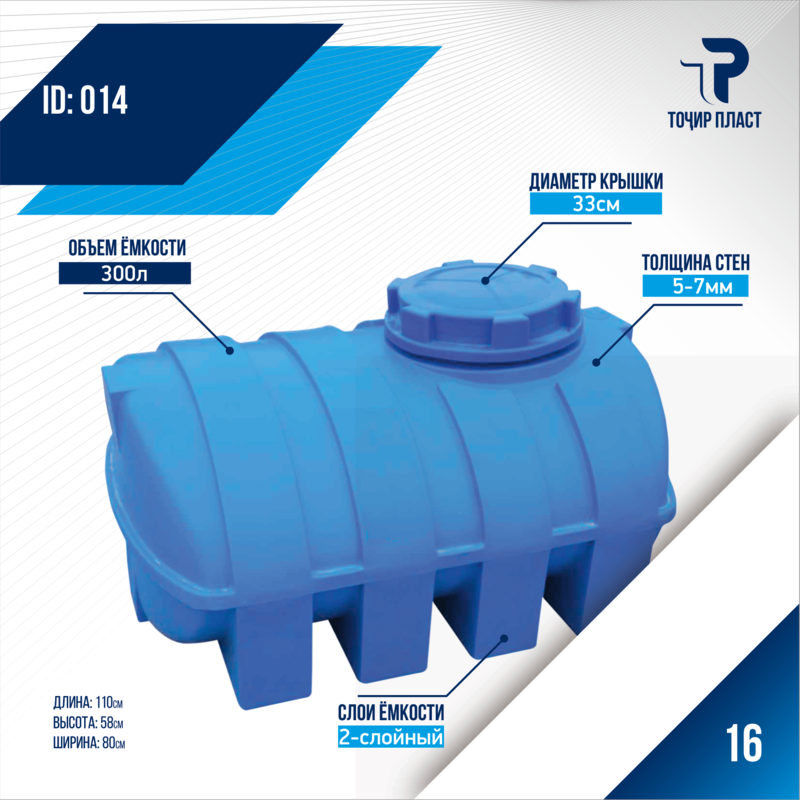 ID: 014
ТОҶИР ПЛАСТ
ДИАМЕТР КРЫШКИ
33см
ОБЪЕМ ЁМКОСТИ
300л
ТОЛЩИНА СТЕН
5-7мм
СЛОИ ЁМКОСТИ
2-слойный
ДЛИНА: 110см
ВЫСОТА: 58см
ШИРИНА: 80см
16